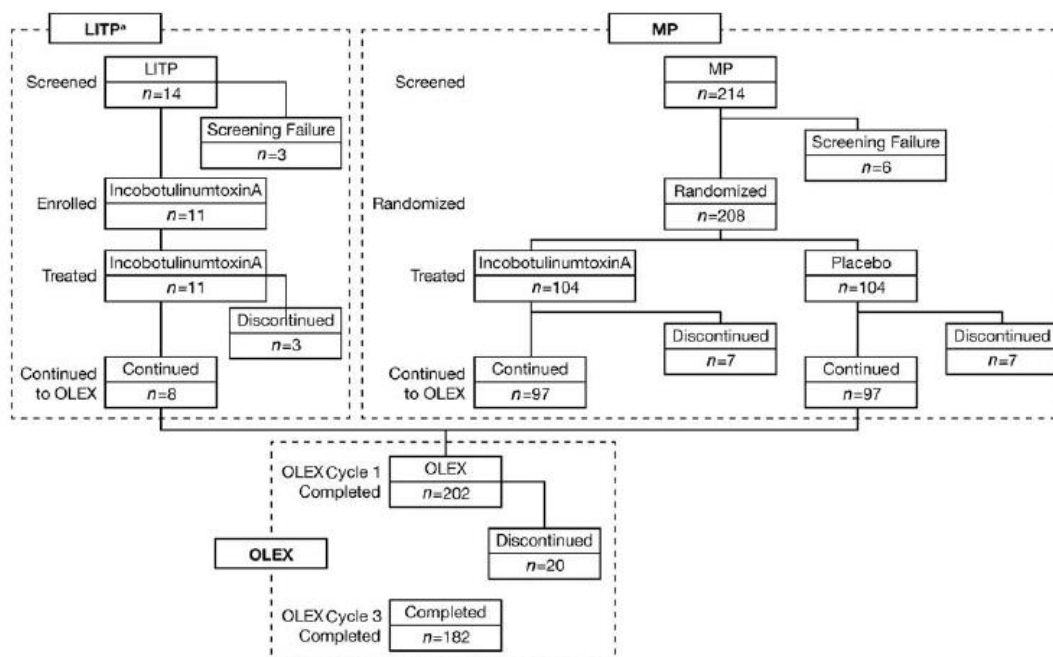 LITPª
Screened
LITP
n=14
Screening Failure
n=3
Enrolled
IncobotulinumtoxinA
n=11
Treated
IncobotulinumtoxinA
n=11
Discontinued
n=3
Continued
to OLEX
Continued
n=8
MP
Screened
MP
n=214
Screening Failure
n=6
Randomized
Randomized
n=208
Treated
IncobotulinumtoxinA
n=104
Placebo
n=104
Discontinued
n=7
Discontinued
n=7
Continued
to OLEX
Continued
n=97
Continued
n=97
OLEX
OLEX Cycle 1
Completed
OLEX
n=202
Discontinued
n=20
OLEX Cycle 3
Completed
Completed
n=182